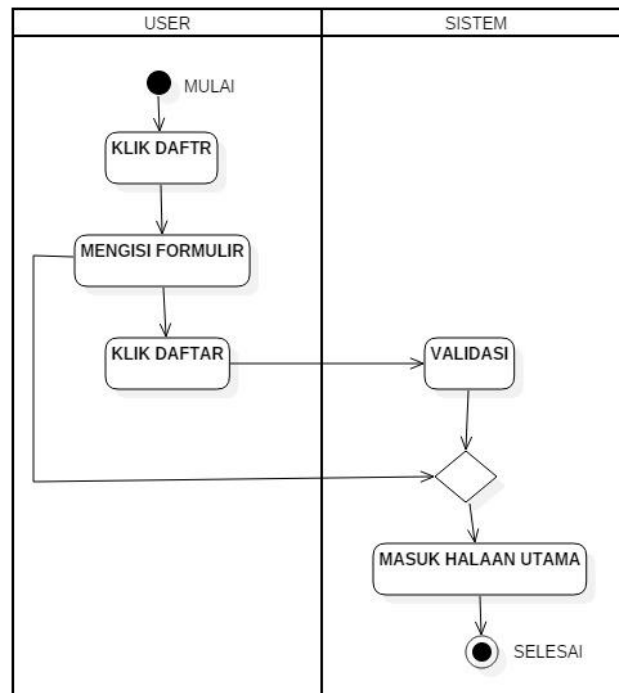 USER
SISTEM
MULAI
KLIK DAFTR
MENGISI FORMULIR
KLIK DAFTAR
VALIDASI
MASUK HALAAN UTAMA
SELESAI